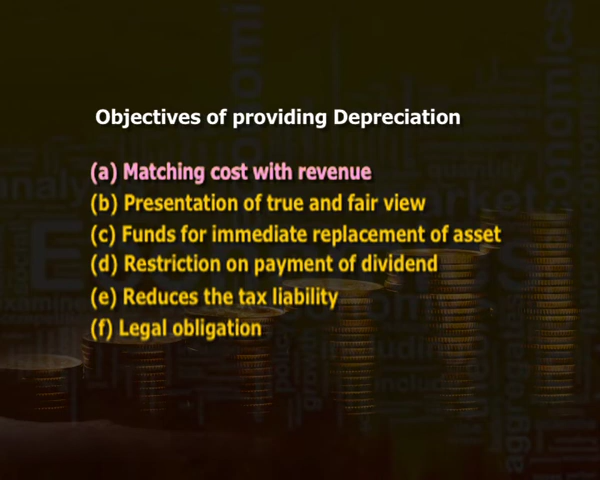 Objectives of providing Depreciation
(a) Matching cost with revenue
(b) Presentation of true and fair view
(c) Funds for immediate replacement of asset
(d) Restriction on payment of dividend
(e) Reduces the tax liability
(f) Legal obligation